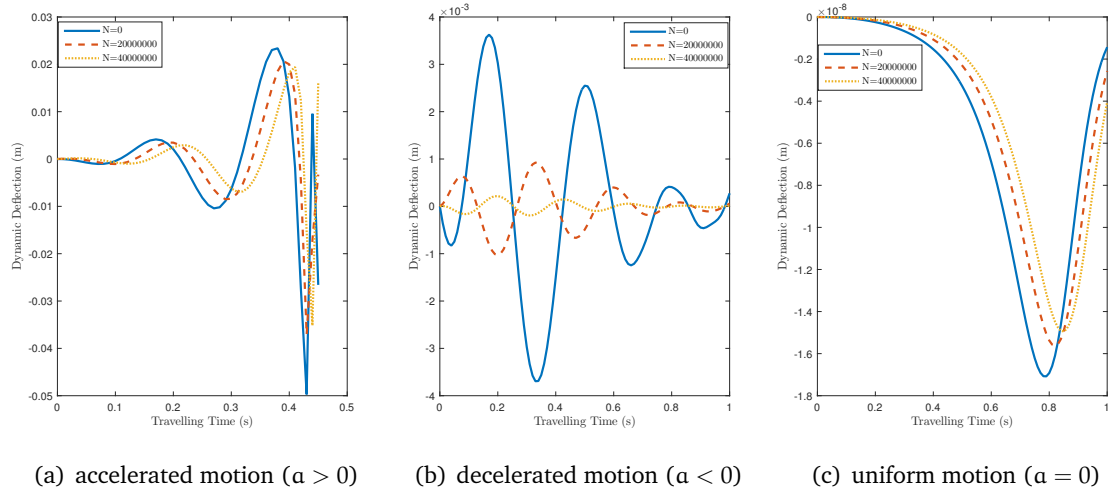 0.03
0.02
0.01
0
-0.01
-0.02
-0.03
-0.04
-0.05
0
0.1
0.2
0.3
0.4
0.5
Dynamic Deflection (m)
Travelling Time (s)
N=0
N=20000000
N=40000000
(a) accelerated motion (a > 0)
×10⁻³
4
3
2
1
0
-1
-2
-3
-4
0
0.2
0.4
0.6
0.8
1
Dynamic Deflection (m)
Travelling Time (s)
N=0
N=20000000
N=40000000
(b) decelerated motion (a < 0)
×10⁻⁸
0
-0.2
-0.4
-0.6
-0.8
-1
-1.2
-1.4
-1.6
-1.8
0
0.2
0.4
0.6
0.8
1
Dynamic Deflection (m)
Travelling Time (s)
N=0
N=20000000
N=40000000
(c) uniform motion (a = 0)